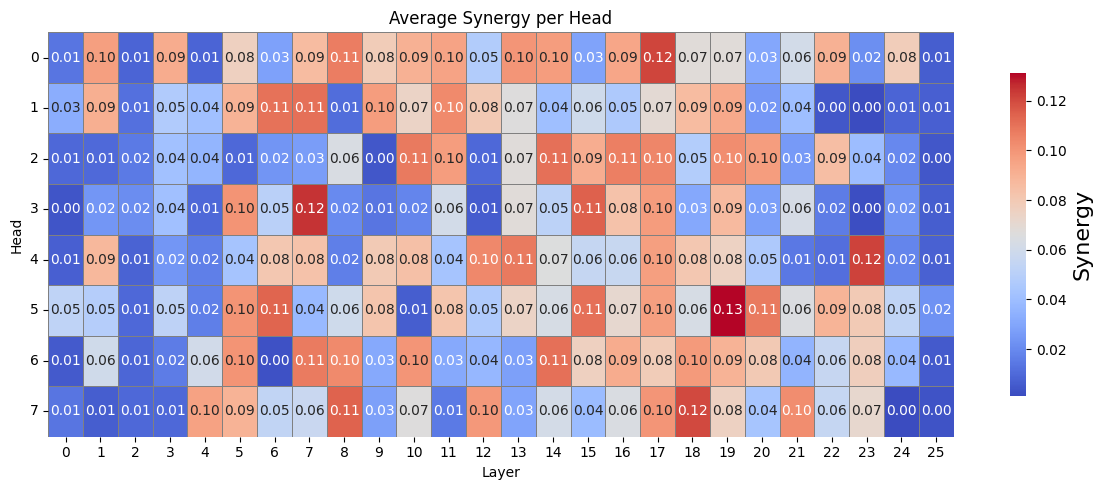 Average Synergy per Head
0 0.01 0.10 0.01 0.09 0.01 0.08 0.03 0.09 0.11 0.08 0.09 0.10 0.05 0.10 0.10 0.03 0.09 0.12 0.07 0.07 0.03 0.06 0.09 0.02 0.08 0.01
1 0.03 0.09 0.01 0.05 0.04 0.09 0.11 0.11 0.01 0.10 0.07 0.10 0.08 0.07 0.04 0.06 0.05 0.07 0.09 0.09 0.02 0.04 0.00 0.00 0.01 0.01
2 0.01 0.01 0.02 0.04 0.04 0.01 0.02 0.03 0.06 0.00 0.11 0.10 0.01 0.07 0.11 0.09 0.11 0.10 0.05 0.10 0.10 0.03 0.09 0.04 0.02 0.00
3 0.00 0.02 0.02 0.04 0.01 0.10 0.05 0.12 0.02 0.01 0.02 0.06 0.01 0.07 0.05 0.11 0.08 0.10 0.03 0.09 0.03 0.06 0.02 0.00 0.02 0.01
4 0.01 0.09 0.01 0.02 0.02 0.04 0.08 0.08 0.02 0.08 0.08 0.04 0.10 0.11 0.07 0.06 0.06 0.10 0.08 0.08 0.05 0.01 0.01 0.12 0.02 0.01
5 0.05 0.05 0.01 0.05 0.02 0.10 0.11 0.04 0.06 0.08 0.01 0.08 0.05 0.07 0.06 0.11 0.07 0.10 0.06 0.13 0.11 0.06 0.09 0.08 0.05 0.02
6 0.01 0.06 0.01 0.02 0.06 0.10 0.00 0.11 0.10 0.03 0.10 0.03 0.04 0.03 0.11 0.08 0.09 0.08 0.10 0.09 0.08 0.04 0.06 0.08 0.04 0.01
7 0.01 0.01 0.01 0.01 0.10 0.09 0.05 0.06 0.11 0.03 0.07 0.01 0.10 0.03 0.06 0.04 0.06 0.10 0.12 0.08 0.04 0.10 0.06 0.07 0.00 0.00
0 1 2 3 4 5 6 7 8 9 10 11 12 13 14 15 16 17 18 19 20 21 22 23 24 25
Layer
Head
0.12
0.10
0.08
0.06
0.04
0.02
Synergy